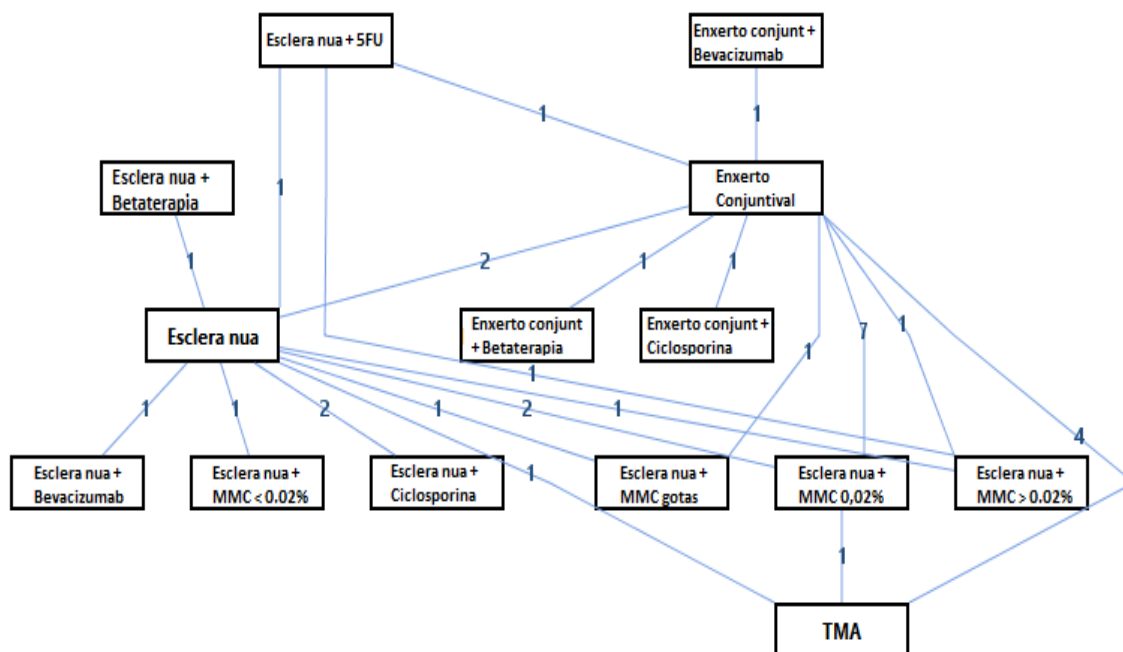 Esclera nua + 5FU
Enxerto conjunt +
Bevacizumab
1
1
Esclera nua +
Betaterapia
1
Enxerto
Conjuntival
1
2
1
1
Esclera nua
Enxerto conjunt
+ Betaterapia
Enxerto conjunt +
Ciclosporina
1
7
1
1
1
1
2
1
2
1
4
Esclera nua +
Bevacizumab
Esclera nua +
MMC < 0.02%
Esclera nua +
Ciclosporina
1
Esclera nua +
MMC gotas
Esclera nua +
MMC 0,02%
Esclera nua +
MMC > 0.02%
1
TMA